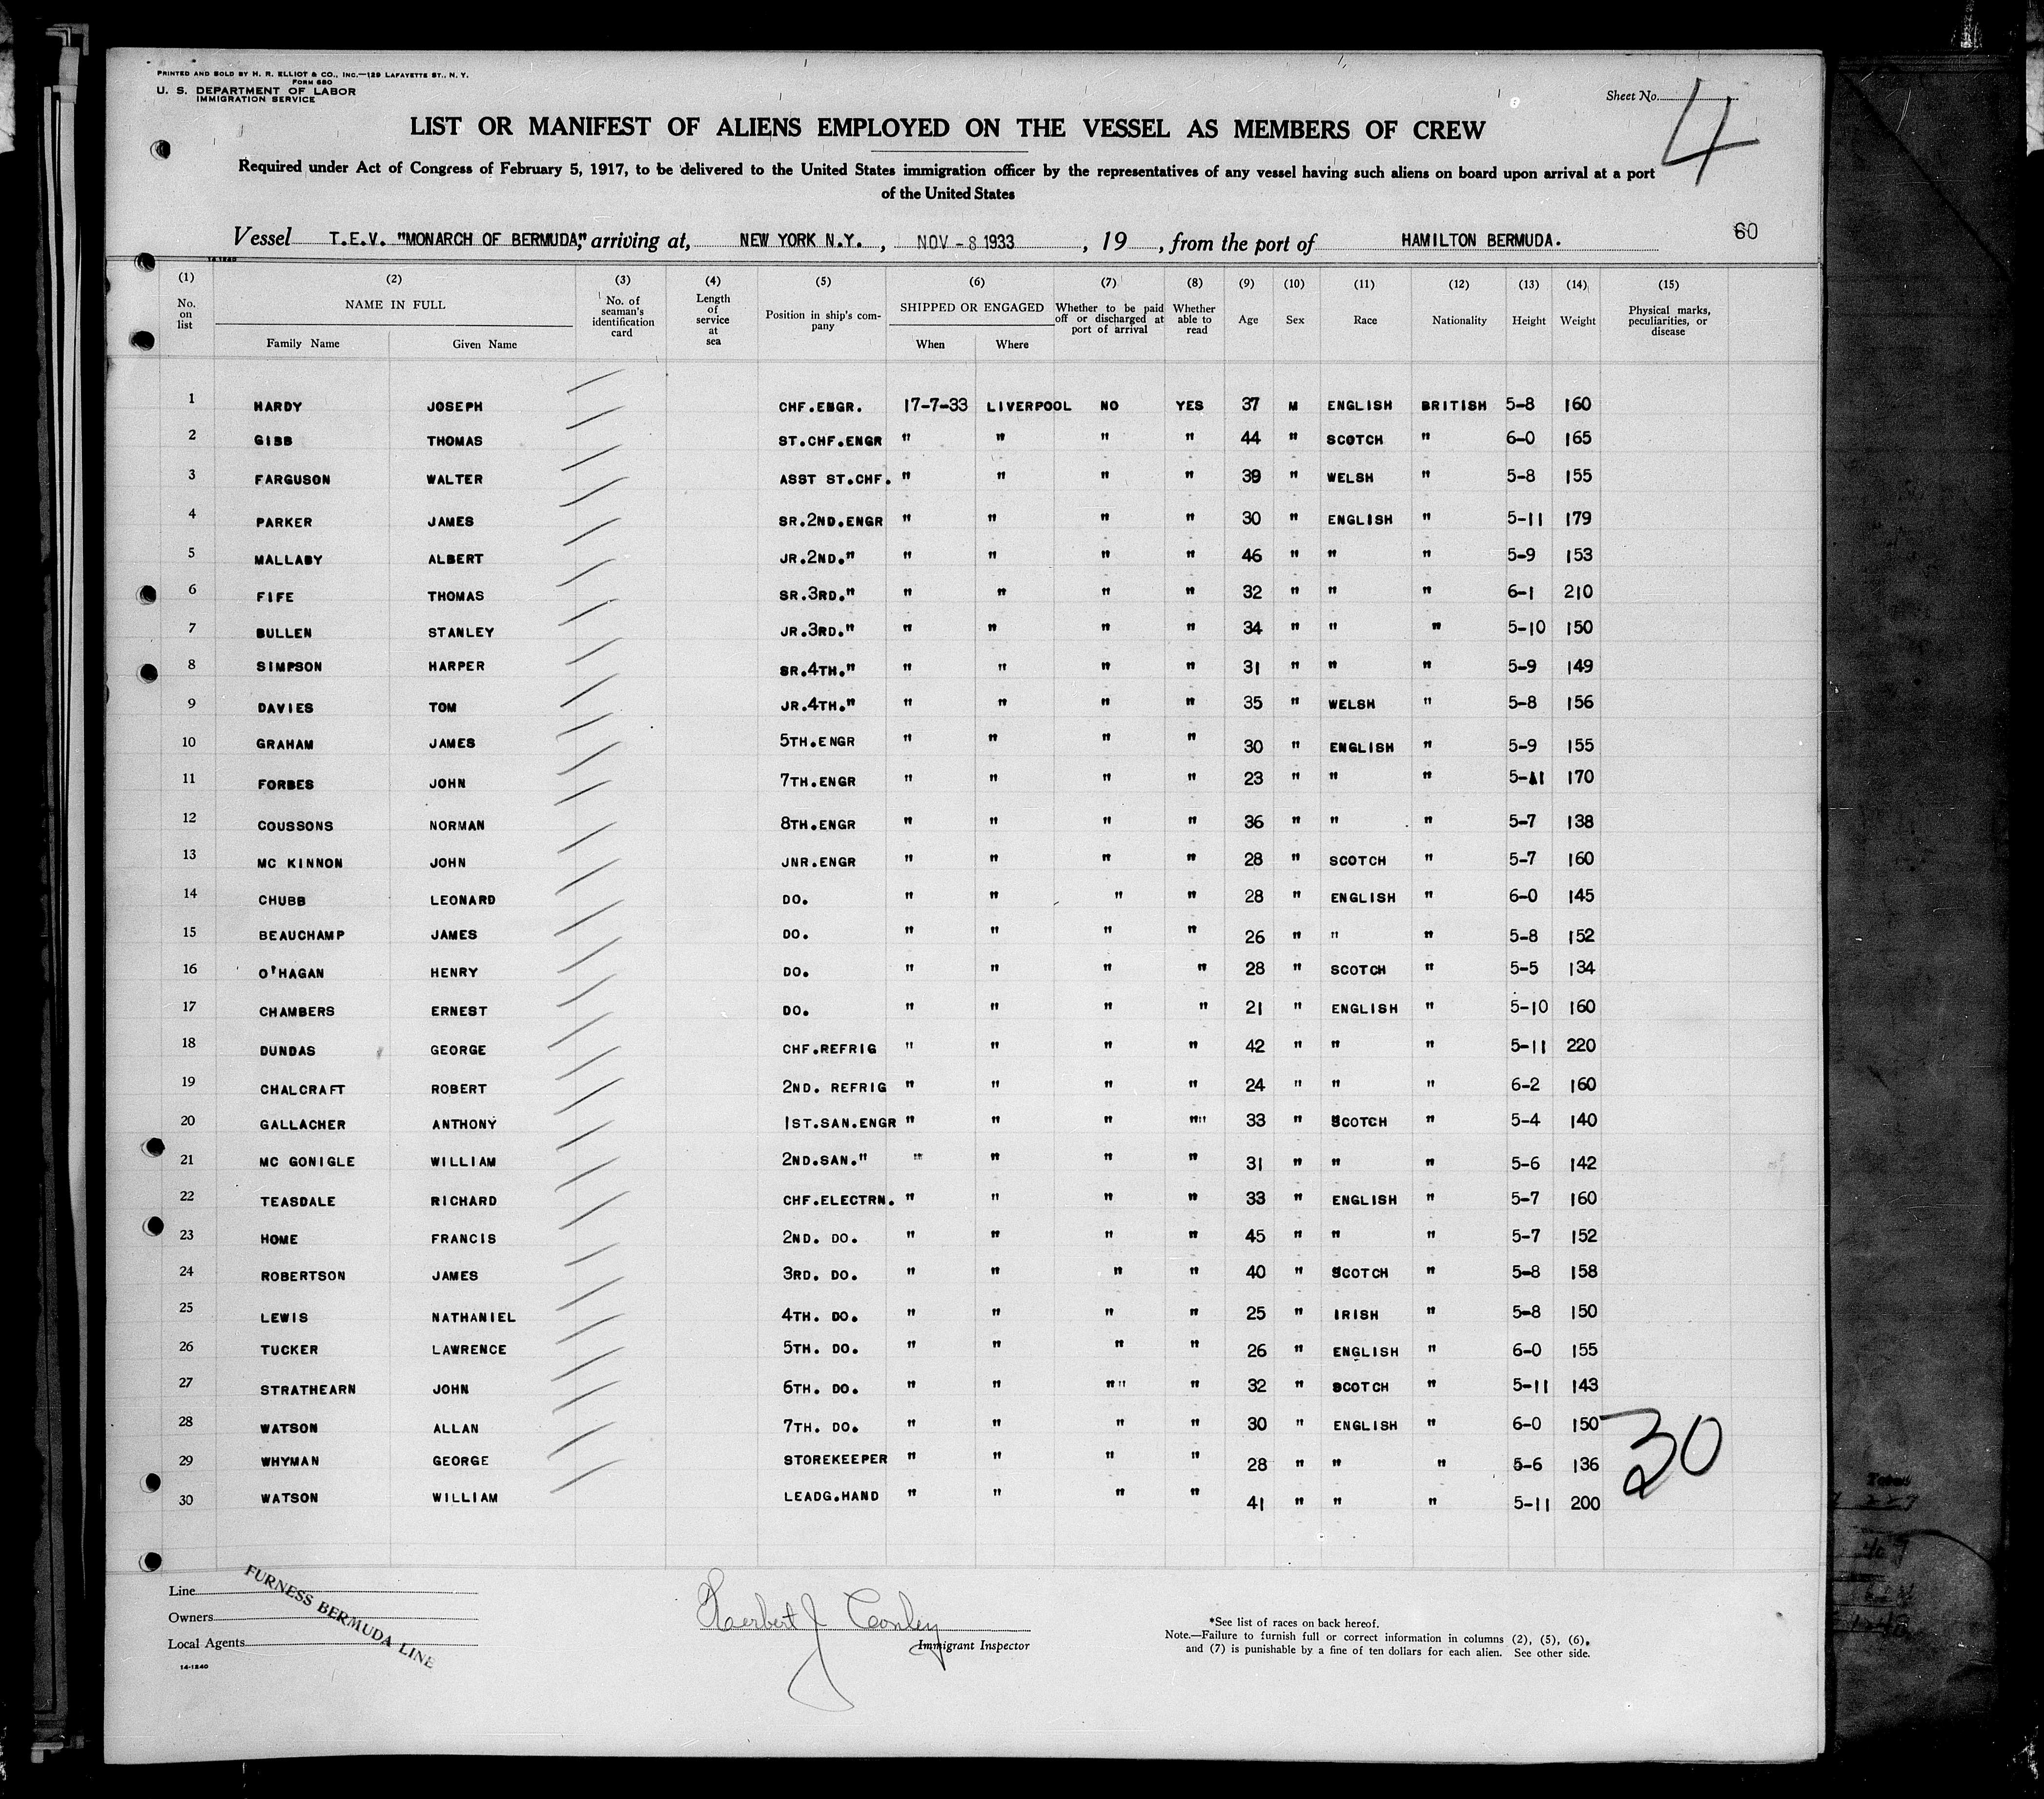 PRINTED AND SOLD BY H. R. ELLIOT & CO., INC.—129 LAFAYETTE ST., N. Y.
FORM 680
U. S. DEPARTMENT OF LABOR
IMMIGRATION SERVICE
Sheet No. 4
LIST OR MANIFEST OF ALIENS EMPLOYED ON THE VESSEL AS MEMBERS OF CREW
Required under Act of Congress of February 5, 1917, to be delivered to the United States immigration officer by the representatives of any vessel having such aliens on board upon arrival at a port
of the United States
Vessel T.E.V. "MONARCH OF BERMUDA," arriving at, NEW YORK N.Y., NOV - 8 1933, 19 , from the port of HAMILTON BERMUDA. 60
14-1240
(1) (2) (3) (4) (5) (6) (7) (8) (9) (10) (11) (12) (13) (14) (15)
No. on list NAME IN FULL No. of seaman's identification card Length of service at sea Position in ship's company SHIPPED OR ENGAGED Whether to be paid off or discharged at port of arrival Whether able to read Age Sex Race Nationality Height Weight Physical marks, peculiarities, or disease
Family Name Given Name When Where
1 HARDY JOSEPH CHF.ENGR. 17-7-33 LIVERPOOL NO YES 37 M ENGLISH BRITISH 5-8 160
2 GIBB THOMAS ST.CHF.ENGR " " " " 44 " SCOTCH " 6-0 165
3 FARGUSON WALTER ASST ST.CHF. " " " " 39 " WELSH " 5-8 155
4 PARKER JAMES SR.2ND.ENGR " " " " 30 " ENGLISH " 5-11 179
5 MALLABY ALBERT JR.2ND." " " " " 46 " " " 5-9 153
6 FIFE THOMAS SR.3RD." " " " " 32 " " " 6-1 210
7 BULLEN STANLEY JR.3RD." " " " " 34 " " " 5-10 150
8 SIMPSON HARPER SR.4TH." " " " " 31 " " " 5-9 149
9 DAVIES TOM JR.4TH." " " " " 35 " WELSH " 5-8 156
10 GRAHAM JAMES 5TH.ENGR " " " " 30 " ENGLISH " 5-9 155
11 FORBES JOHN 7TH.ENGR " " " " 23 " " " 5-11 170
12 COUSSONS NORMAN 8TH.ENGR " " " " 36 " " " 5-7 138
13 MC KINNON JOHN JNR.ENGR " " " " 28 " SCOTCH " 5-7 160
14 CHUBB LEONARD DO. " " " " 28 " ENGLISH " 6-0 145
15 BEAUCHAMP JAMES DO. " " " " 26 " " " 5-8 152
16 O'HAGAN HENRY DO. " " " " 28 " SCOTCH " 5-5 134
17 CHAMBERS ERNEST DO. " " " " 21 " ENGLISH " 5-10 160
18 DUNDAS GEORGE CHF.REFRIG " " " " 42 " " " 5-11 220
19 CHALCRAFT ROBERT 2ND. REFRIG " " " " 24 " " " 6-2 160
20 GALLACHER ANTHONY 1ST.SAN.ENGR " " " "" 33 " SCOTCH " 5-4 140
21 MC GONIGLE WILLIAM 2ND.SAN." " " " " 31 " " " 5-6 142
22 TEASDALE RICHARD CHF.ELECTRN. " " " " 33 " ENGLISH " 5-7 160
23 HOME FRANCIS 2ND. DO. " " " " 45 " " " 5-7 152
24 ROBERTSON JAMES 3RD. DO. " " " " 40 " SCOTCH " 5-8 158
25 LEWIS NATHANIEL 4TH. DO. " " " " 25 " IRISH " 5-8 150
26 TUCKER LAWRENCE 5TH. DO. " " " " 26 " ENGLISH " 6-0 155
27 STRATHEARN JOHN 6TH. DO. " " "" " 32 " SCOTCH " 5-11 143
28 WATSON ALLAN 7TH. DO. " " " " 30 " ENGLISH " 6-0 150
29 WHYMAN GEORGE STOREKEEPER " " " " 28 " " " 5-6 136
30 WATSON WILLIAM LEADG.HAND " " " " 41 " " " 5-11 200
30
Line
Owners
Local Agents
FURNESS BERMUDA LINE
14-1240
Herbert J Conley
Immigrant Inspector
*See list of races on back hereof.
Note.—Failure to furnish full or correct information in columns (2), (5), (6),
and (7) is punishable by a fine of ten dollars for each alien. See other side.